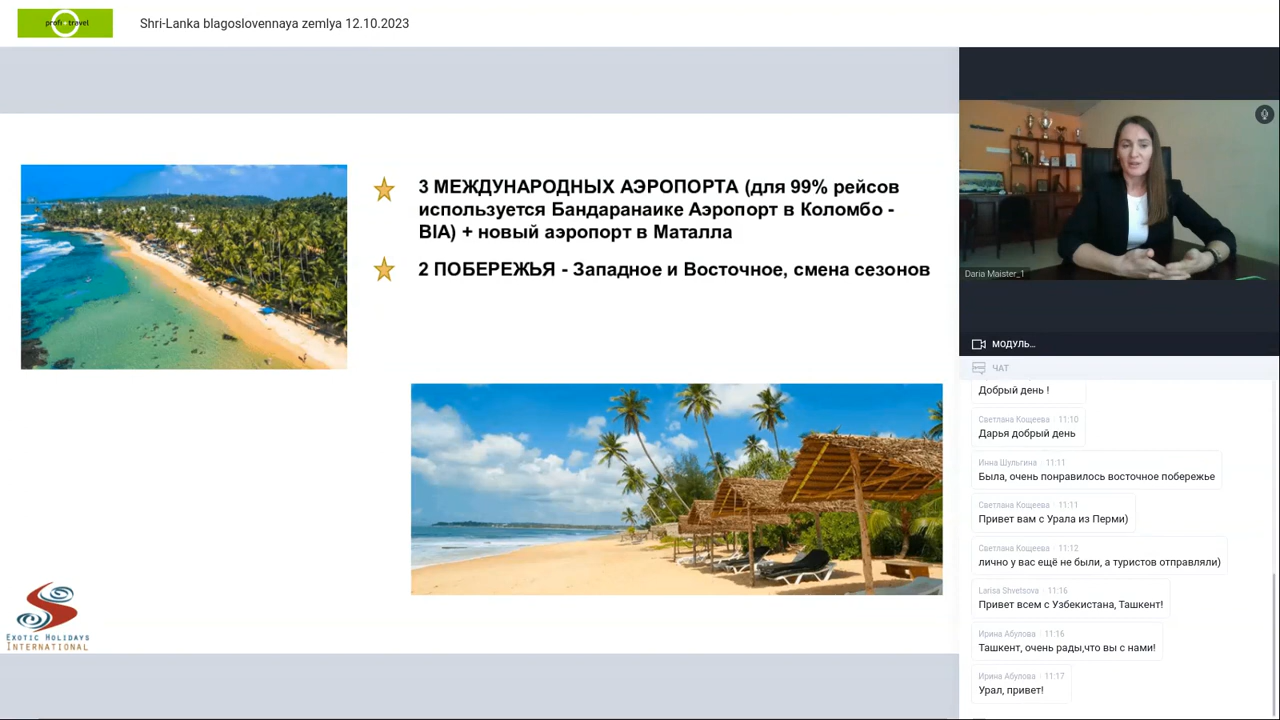 profi travel
Shri-Lanka blagoslovennaya zemlya 12.10.2023
3 МЕЖДУНАРОДНЫХ АЭРОПОРТА (для 99% рейсов
используется Бандаранаике Аэропорт в Коломбо -
BIA) + новый аэропорт в Маталла
2 ПОБЕРЕЖЬЯ - Западное и Восточное, смена сезонов
EXOTIC HOLIDAYS
INTERNATIONAL
Daria Maister_1
МОДУЛЬ...
ЧАТ
Добрый день !
Светлана Кощеева · 11:10
Дарья добрый день
Инна Шульгина · 11:11
Была, очень понравилось восточное побережье
Светлана Кощеева · 11:11
Привет вам с Урала из Перми)
Светлана Кощеева · 11:12
лично у вас ещё не были, а туристов отправляли)
Larisa Shvetsova · 11:16
Привет всем с Узбекистана, Ташкент!
Ирина Абулова · 11:16
Ташкент, очень рады,что вы с нами!
Ирина Абулова · 11:17
Урал, привет!